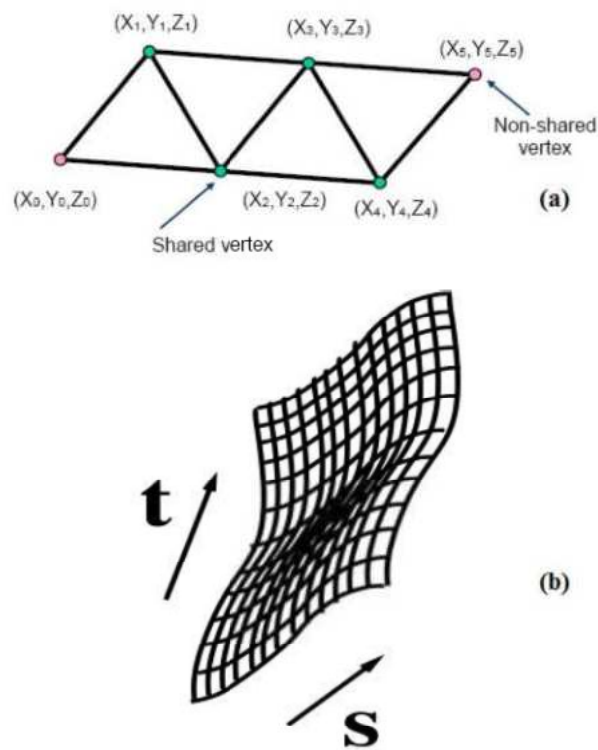 (X₁,Y₁,Z₁)
(X₃,Y₃,Z₃)
(X₅,Y₅,Z₅)
Non-shared
vertex
(X₀,Y₀,Z₀)
(X₂,Y₂,Z₂)
(X₄,Y₄,Z₄)
(a)
Shared vertex
t
(b)
s